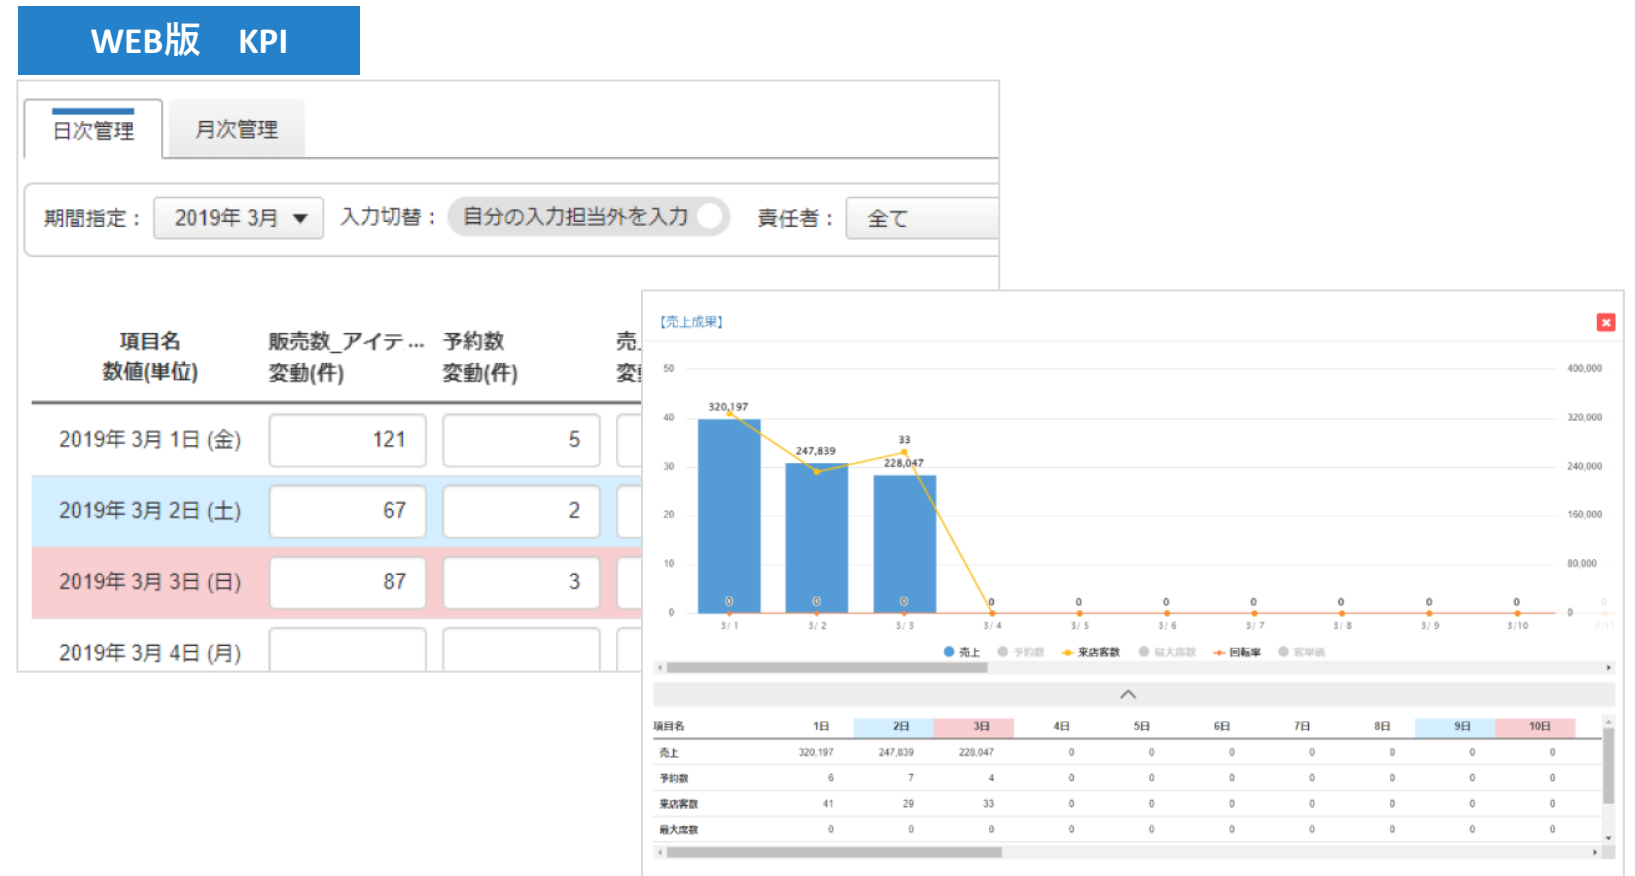 WEB版　KPI
日次管理 月次管理
期間指定： 2019年 3月 ▼ 入力切替： 自分の入力担当外を入力 責任者： 全て
項目名 販売数_アイテ... 予約数 売
数値(単位) 変動(件) 変動(件) 変
2019年 3月 1日 (金) 121 5
2019年 3月 2日 (土) 67 2
2019年 3月 3日 (日) 87 3
2019年 3月 4日 (月)
【売上成果】
50 400,000
320,197
40 320,000
33
247,839
228,047
30 240,000
20 160,000
10 80,000
0 0 0 0 0 0 0 0 0 0 0
0 0
3/ 1 3/ 2 3/ 3 3/ 4 3/ 5 3/ 6 3/ 7 3/ 8 3/ 9 3/10 3/11
売上 予約数 来店客数 最大席数 回転率 客単価
項目名 1日 2日 3日 4日 5日 6日 7日 8日 9日 10日
売上 320,197 247,839 228,047 0 0 0 0 0 0 0
予約数 6 7 4 0 0 0 0 0 0 0
来店客数 41 29 33 0 0 0 0 0 0 0
最大席数 0 0 0 0 0 0 0 0 0 0